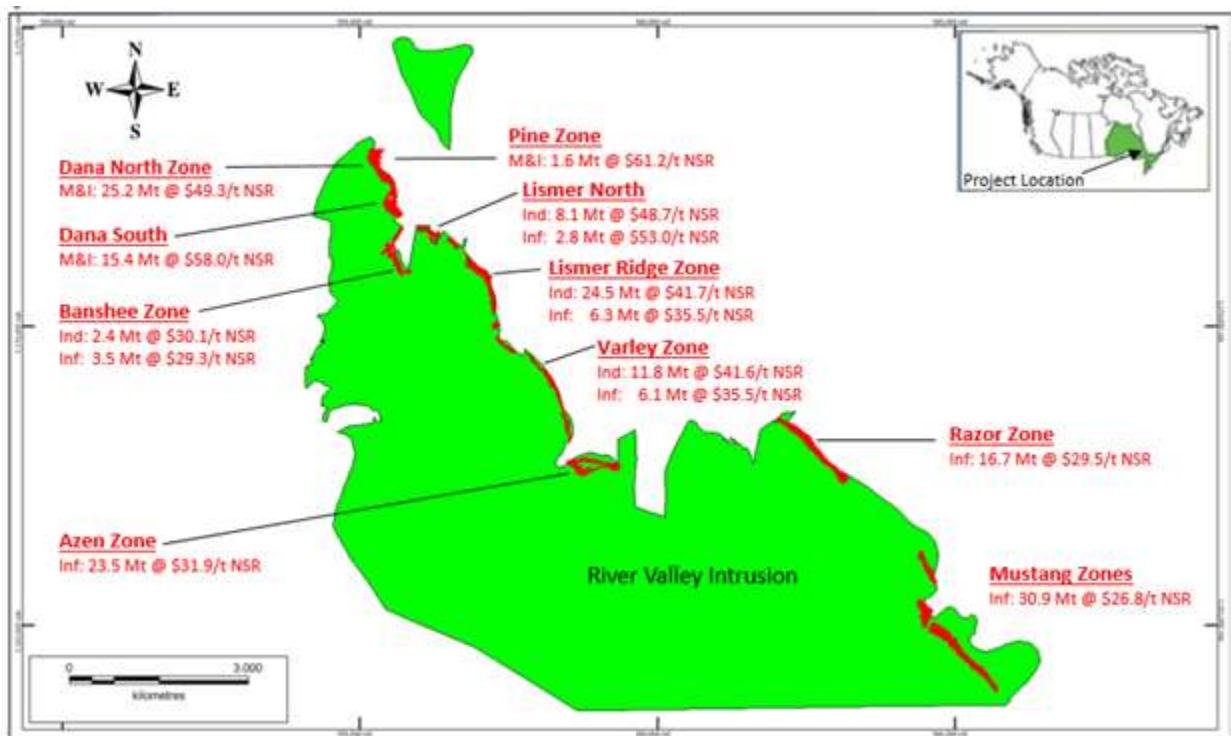 N
W E
S
Project Location
Pine Zone
M&I: 1.6 Mt @ $61.2/t NSR
Dana North Zone
M&I: 25.2 Mt @ $49.3/t NSR
Lismer North
Ind: 8.1 Mt @ $48.7/t NSR
Inf: 2.8 Mt @ $53.0/t NSR
Dana South
M&I: 15.4 Mt @ $58.0/t NSR
Lismer Ridge Zone
Ind: 24.5 Mt @ $41.7/t NSR
Inf: 6.3 Mt @ $35.5/t NSR
Banshee Zone
Ind: 2.4 Mt @ $30.1/t NSR
Inf: 3.5 Mt @ $29.3/t NSR
Varley Zone
Ind: 11.8 Mt @ $41.6/t NSR
Inf: 6.1 Mt @ $35.5/t NSR
Razor Zone
Inf: 16.7 Mt @ $29.5/t NSR
Azen Zone
Inf: 23.5 Mt @ $31.9/t NSR
River Valley Intrusion
Mustang Zones
Inf: 30.9 Mt @ $26.8/t NSR
0 3,000
kilometres